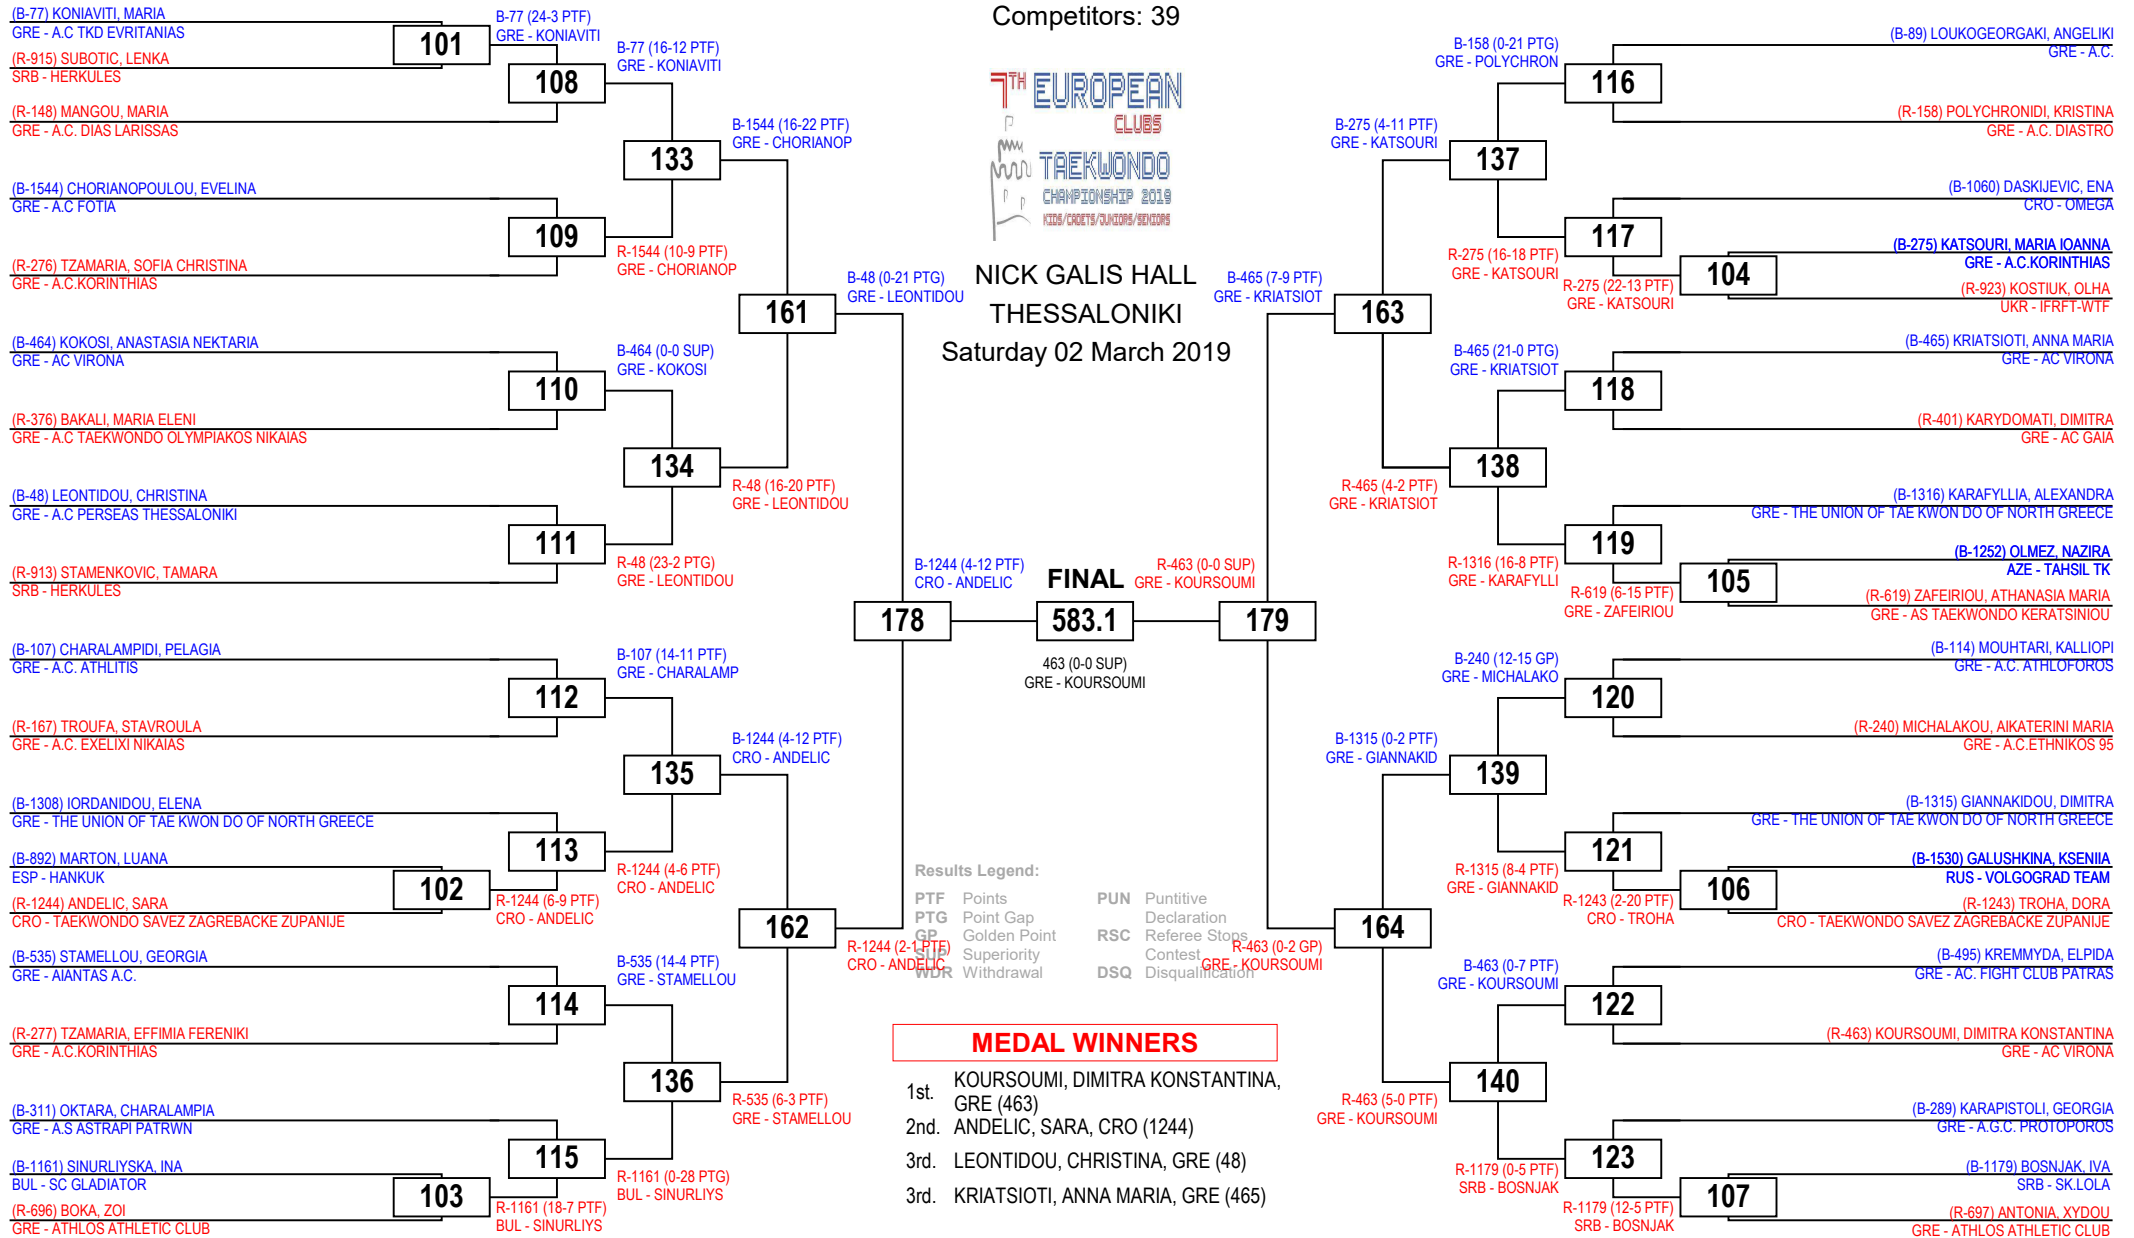 Competitors: 39
7TH EUROPEAN
CLUBS
TAEKWONDO
CHAMPIONSHIP 2019
KIDS/CADETS/JUNIORS/SENIORS
NICK GALIS HALL
THESSALONIKI
Saturday 02 March 2019
(B-77) KONIAVITI, MARIA
GRE - A.C TKD EVRITANIAS
(R-915) SUBOTIC, LENKA
SRB - HERKULES
(R-148) MANGOU, MARIA
GRE - A.C. DIAS LARISSAS
(B-1544) CHORIANOPOULOU, EVELINA
GRE - A.C FOTIA
(R-276) TZAMARIA, SOFIA CHRISTINA
GRE - A.C.KORINTHIAS
(B-464) KOKOSI, ANASTASIA NEKTARIA
GRE - AC VIRONA
(R-376) BAKALI, MARIA ELENI
GRE - A.C TAEKWONDO OLYMPIAKOS NIKAIAS
(B-48) LEONTIDOU, CHRISTINA
GRE - A.C PERSEAS THESSALONIKI
(R-913) STAMENKOVIC, TAMARA
SRB - HERKULES
(B-107) CHARALAMPIDI, PELAGIA
GRE - A.C. ATHLITIS
(R-167) TROUFA, STAVROULA
GRE - A.C. EXELIXI NIKAIAS
(B-1308) IORDANIDOU, ELENA
GRE - THE UNION OF TAE KWON DO OF NORTH GREECE
(B-892) MARTON, LUANA
ESP - HANKUK
(R-1244) ANDELIC, SARA
CRO - TAEKWONDO SAVEZ ZAGREBACKE ZUPANIJE
(B-535) STAMELLOU, GEORGIA
GRE - AIANTAS A.C.
(R-277) TZAMARIA, EFFIMIA FERENIKI
GRE - A.C.KORINTHIAS
(B-311) OKTARA, CHARALAMPIA
GRE - A.S ASTRAPI PATRWN
(B-1161) SINURLIYSKA, INA
BUL - SC GLADIATOR
(R-696) BOKA, ZOI
GRE - ATHLOS ATHLETIC CLUB
101
102
103
B-77 (24-3 PTF)
GRE - KONIAVITI
R-1244 (6-9 PTF)
CRO - ANDELIC
R-1161 (18-7 PTF)
BUL - SINURLIYS
108
109
110
111
112
113
114
115
B-77 (16-12 PTF)
GRE - KONIAVITI
R-1544 (10-9 PTF)
GRE - CHORIANOP
B-464 (0-0 SUP)
GRE - KOKOSI
R-48 (23-2 PTG)
GRE - LEONTIDOU
B-107 (14-11 PTF)
GRE - CHARALAMP
R-1244 (4-6 PTF)
CRO - ANDELIC
B-535 (14-4 PTF)
GRE - STAMELLOU
R-1161 (0-28 PTG)
BUL - SINURLIYS
133
134
135
136
B-1544 (16-22 PTF)
GRE - CHORIANOP
R-48 (16-20 PTF)
GRE - LEONTIDOU
B-1244 (4-12 PTF)
CRO - ANDELIC
R-535 (6-3 PTF)
GRE - STAMELLOU
161
162
B-48 (0-21 PTG)
GRE - LEONTIDOU
R-1244 (2-1 PTF)
CRO - ANDELIC
178
B-1244 (4-12 PTF)
CRO - ANDELIC
FINAL
583.1
463 (0-0 SUP)
GRE - KOURSOUMI
R-463 (0-0 SUP)
GRE - KOURSOUMI
179
B-465 (7-9 PTF)
GRE - KRIATSIOT
R-463 (0-2 GP)
GRE - KOURSOUMI
163
164
B-275 (4-11 PTF)
GRE - KATSOURI
R-465 (4-2 PTF)
GRE - KRIATSIOT
B-1315 (0-2 PTF)
GRE - GIANNAKID
R-463 (5-0 PTF)
GRE - KOURSOUMI
137
138
139
140
B-158 (0-21 PTG)
GRE - POLYCHRON
R-275 (16-18 PTF)
GRE - KATSOURI
B-465 (21-0 PTG)
GRE - KRIATSIOT
R-1316 (16-8 PTF)
GRE - KARAFYLLI
B-240 (12-15 GP)
GRE - MICHALAKO
R-1315 (8-4 PTF)
GRE - GIANNAKID
B-463 (0-7 PTF)
GRE - KOURSOUMI
R-1179 (0-5 PTF)
SRB - BOSNJAK
116
117
118
119
120
121
122
123
R-275 (22-13 PTF)
GRE - KATSOURI
R-619 (6-15 PTF)
GRE - ZAFEIRIOU
R-1243 (2-20 PTF)
CRO - TROHA
R-1179 (12-5 PTF)
SRB - BOSNJAK
104
105
106
107
(B-89) LOUKOGEORGAKI, ANGELIKI
GRE - A.C.
(R-158) POLYCHRONIDI, KRISTINA
GRE - A.C. DIASTRO
(B-1060) DASKIJEVIC, ENA
CRO - OMEGA
(B-275) KATSOURI, MARIA IOANNA
GRE - A.C.KORINTHIAS
(R-923) KOSTIUK, OLHA
UKR - IFRFT-WTF
(B-465) KRIATSIOTI, ANNA MARIA
GRE - AC VIRONA
(R-401) KARYDOMATI, DIMITRA
GRE - AC GAIA
(B-1316) KARAFYLLIA, ALEXANDRA
GRE - THE UNION OF TAE KWON DO OF NORTH GREECE
(B-1252) OLMEZ, NAZIRA
AZE - TAHSIL TK
(R-619) ZAFEIRIOU, ATHANASIA MARIA
GRE - AS TAEKWONDO KERATSINIOU
(B-114) MOUHTARI, KALLIOPI
GRE - A.C. ATHLOFOROS
(R-240) MICHALAKOU, AIKATERINI MARIA
GRE - A.C.ETHNIKOS 95
(B-1315) GIANNAKIDOU, DIMITRA
GRE - THE UNION OF TAE KWON DO OF NORTH GREECE
(B-1530) GALUSHKINA, KSENIIA
RUS - VOLGOGRAD TEAM
(R-1243) TROHA, DORA
CRO - TAEKWONDO SAVEZ ZAGREBACKE ZUPANIJE
(B-495) KREMMYDA, ELPIDA
GRE - AC. FIGHT CLUB PATRAS
(R-463) KOURSOUMI, DIMITRA KONSTANTINA
GRE - AC VIRONA
(B-289) KARAPISTOLI, GEORGIA
GRE - A.G.C. PROTOPOROS
(B-1179) BOSNJAK, IVA
SRB - SK.LOLA
(R-697) ANTONIA, XYDOU
GRE - ATHLOS ATHLETIC CLUB
Results Legend:
PTF Points PUN Puntitive
PTG Point Gap Declaration
GP Golden Point RSC Referee Stops
SUP Superiority Contest
WDR Withdrawal DSQ Disqualification
MEDAL WINNERS
1st. KOURSOUMI, DIMITRA KONSTANTINA,
GRE (463)
2nd. ANDELIC, SARA, CRO (1244)
3rd. LEONTIDOU, CHRISTINA, GRE (48)
3rd. KRIATSIOTI, ANNA MARIA, GRE (465)